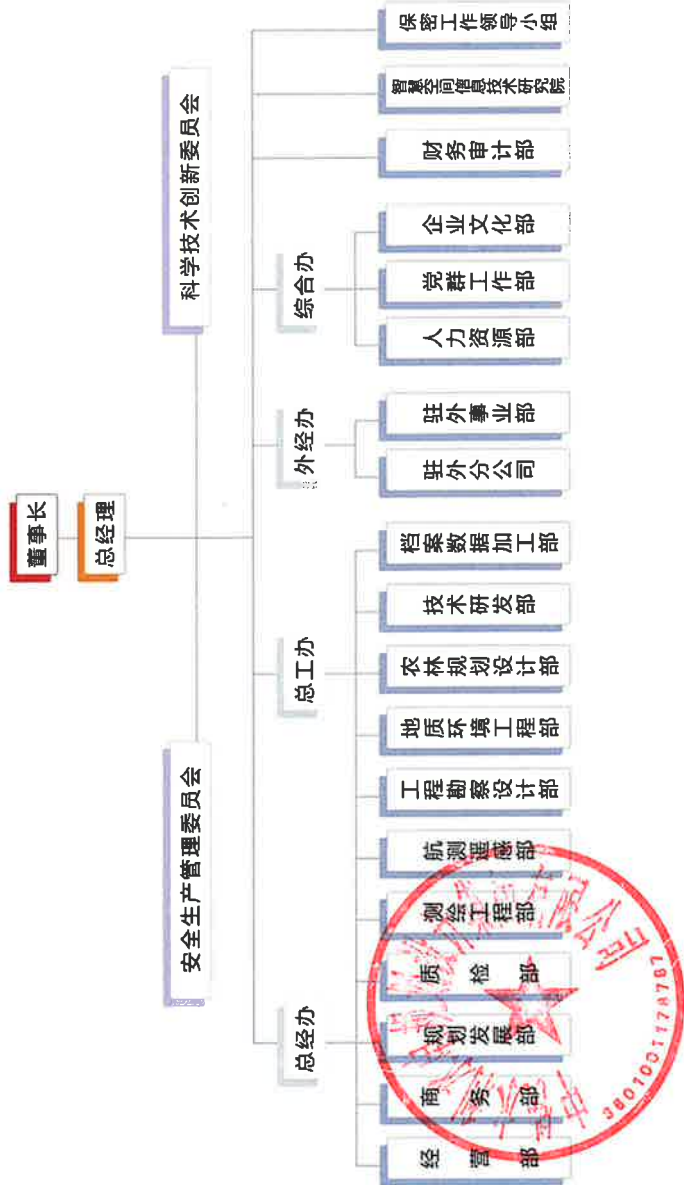 董事长
总经理
安全生产管理委员会
科学技术创新委员会
总经办
总工办
外经办
综合办
经营部
商务部
规划发展部
质检部
测绘工程部
航测遥感部
工程勘察设计部
地质环境工程部
农林规划设计部
技术研发部
档案数据加工部
驻外分公司
驻外事业部
人力资源部
党群工作部
企业文化部
财务审计部
智慧空间信息技术研究院
保密工作领导小组